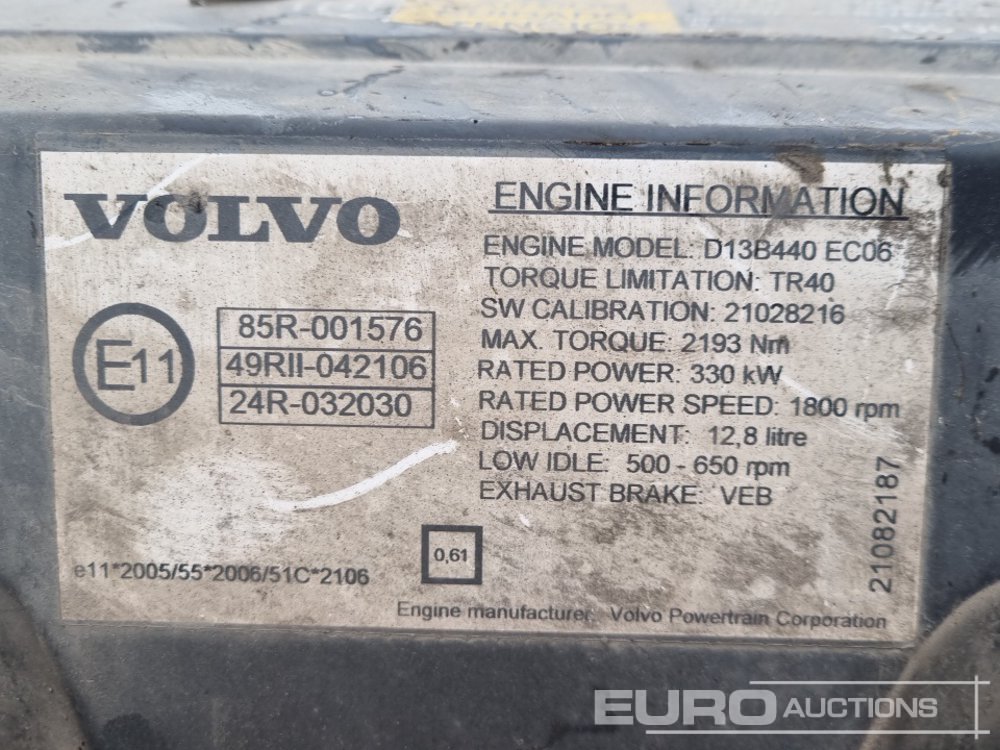 VOLVO
ENGINE INFORMATION
ENGINE MODEL: D13B440 EC06
TORQUE LIMITATION: TR40
SW CALIBRATION: 21028216
MAX. TORQUE: 2193 Nm
RATED POWER: 330 kW
RATED POWER SPEED: 1800 rpm
DISPLACEMENT: 12,8 litre
LOW IDLE: 500 - 650 rpm
EXHAUST BRAKE: VEB
E11
85R-001576
49RII-042106
24R-032030
0,61
21082187
e11*2005/55*2006/51C*2106
Engine manufacturer: Volvo Powertrain Corporation
EURO AUCTIONS